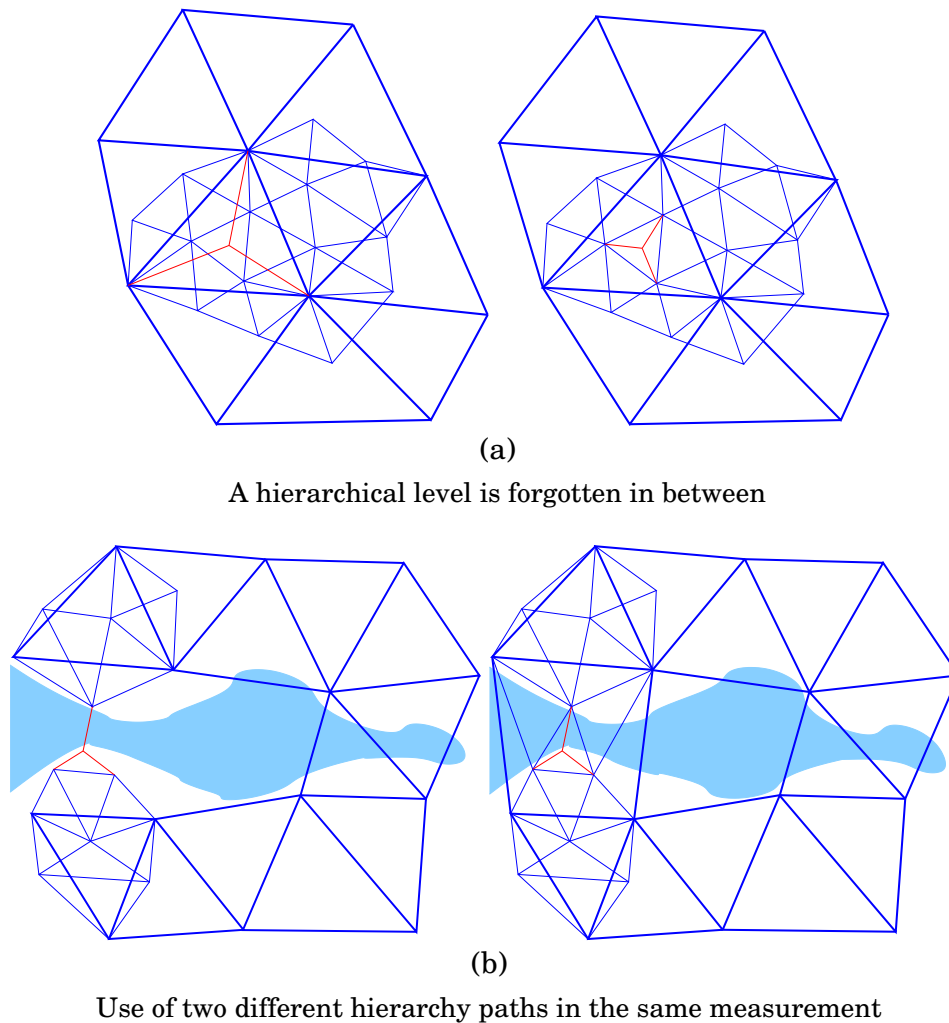 (a)
A hierarchical level is forgotten in between
(b)
Use of two different hierarchy paths in the same measurement